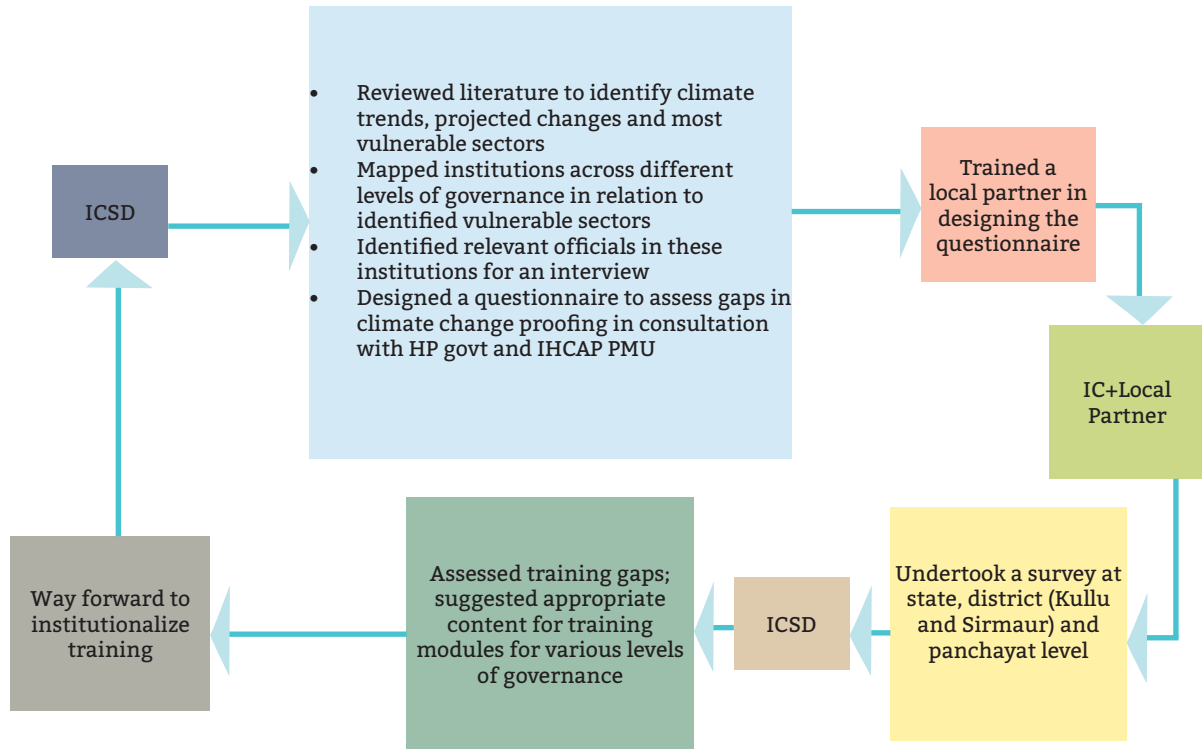 ICSD
• Reviewed literature to identify climate
trends, projected changes and most
vulnerable sectors
• Mapped institutions across different
levels of governance in relation to
identified vulnerable sectors
• Identified relevant officials in these
institutions for an interview
• Designed a questionnaire to assess gaps in
climate change proofing in consultation
with HP govt and IHCAP PMU
Trained a
local partner in
designing the
questionnaire
IC+Local
Partner
Undertook a survey at
state, district (Kullu
and Sirmaur) and
panchayat level
ICSD
Assessed training gaps;
suggested appropriate
content for training
modules for various levels
of governance
Way forward to
institutionalize
training